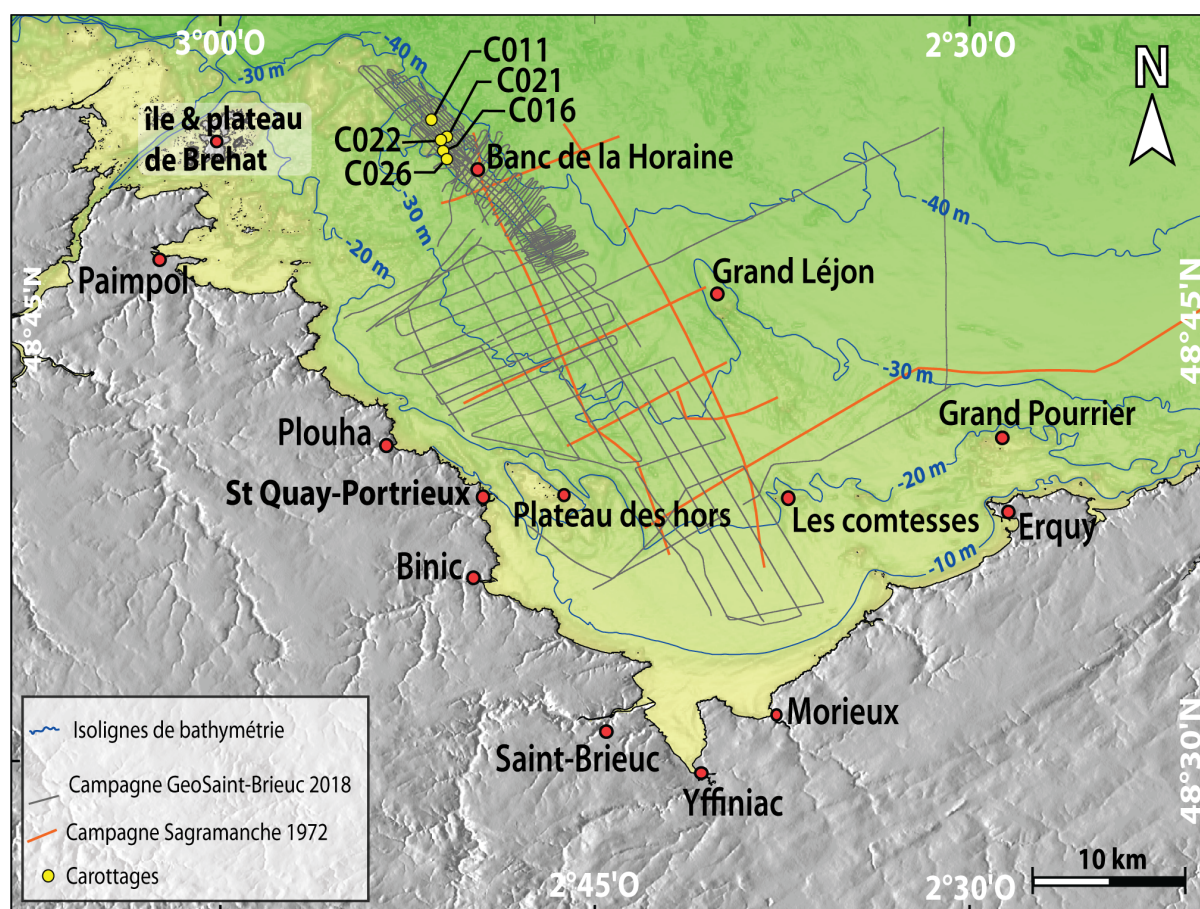 3°00'O
2°30'O
-40 m
-30 m
C011
C021
C016
C022
C026
N
île & plateau
de Brehat
Banc de la Horaine
-40 m
-30 m
-20 m
Paimpol
48°45'N
48°45'N
Grand Léjon
-30 m
Grand Pourrier
Plouha
-20 m
St Quay-Portrieux
Plateau des hors
Les comtesses
Erquy
Binic
-10 m
Morieux
Saint-Brieuc
Yffiniac
48°30'N
Isolignes de bathymétrie
Campagne GeoSaint-Brieuc 2018
Campagne Sagramanche 1972
Carottages
2°45'O
2°30'O
10 km